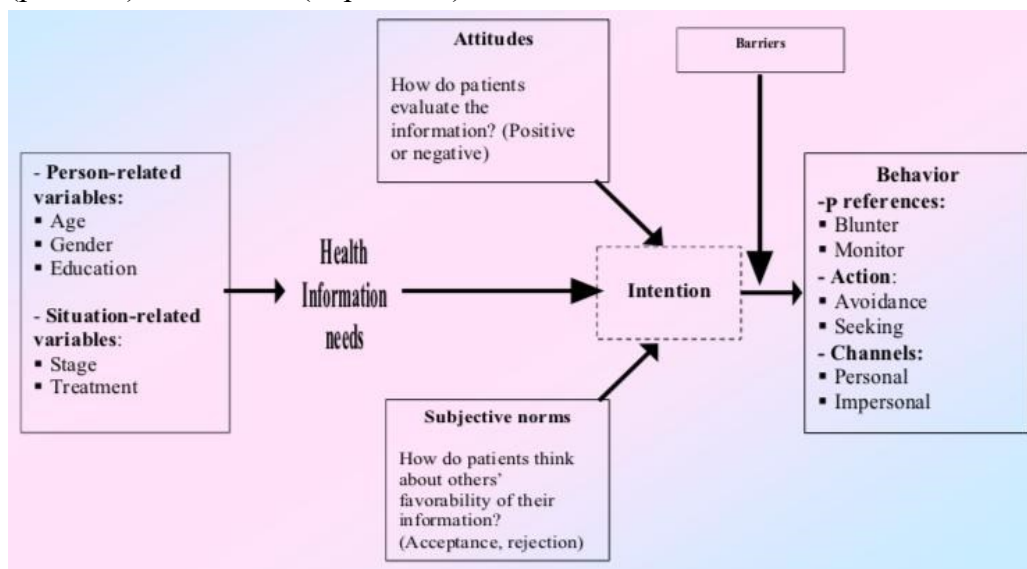 Attitudes
How do patients
evaluate the
information? (Positive
or negative)
Barriers
- Person-related
variables:
▪ Age
▪ Gender
▪ Education
- Situation-related
variables:
▪ Stage
▪ Treatment
Health
Information
needs
Intention
Behavior
-p references:
▪ Blunter
▪ Monitor
- Action:
▪ Avoidance
▪ Seeking
- Channels:
▪ Personal
▪ Impersonal
Subjective norms
How do patients think
about others’
favorability of their
information?
(Acceptance, rejection)